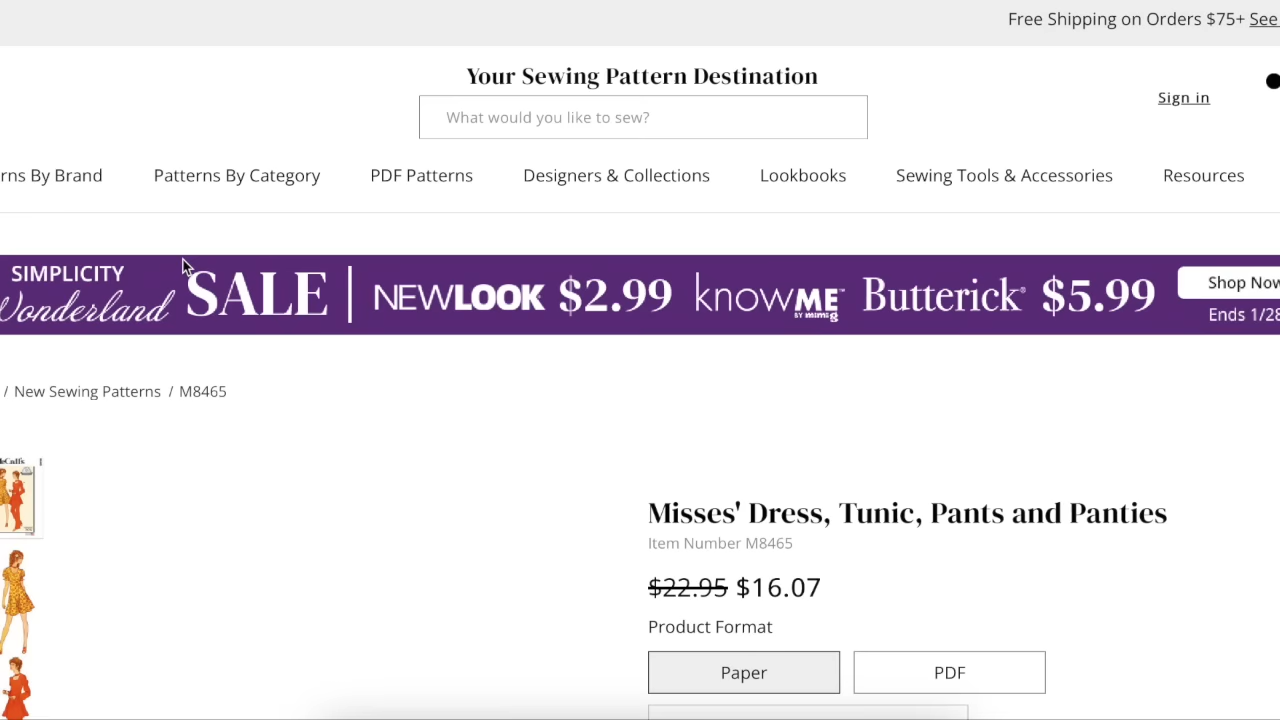 Free Shipping on Orders $75+ See
Your Sewing Pattern Destination
What would you like to sew?
Sign in
rns By Brand Patterns By Category PDF Patterns Designers & Collections Lookbooks Sewing Tools & Accessories Resources
SIMPLICITY
Wonderland SALE | NEWLOOK $2.99 knowME™ BY mimi g Butterick® $5.99 Shop Now
Ends 1/28
/ New Sewing Patterns / M8465
Misses' Dress, Tunic, Pants and Panties
Item Number M8465
$22.95 $16.07
Product Format
Paper PDF